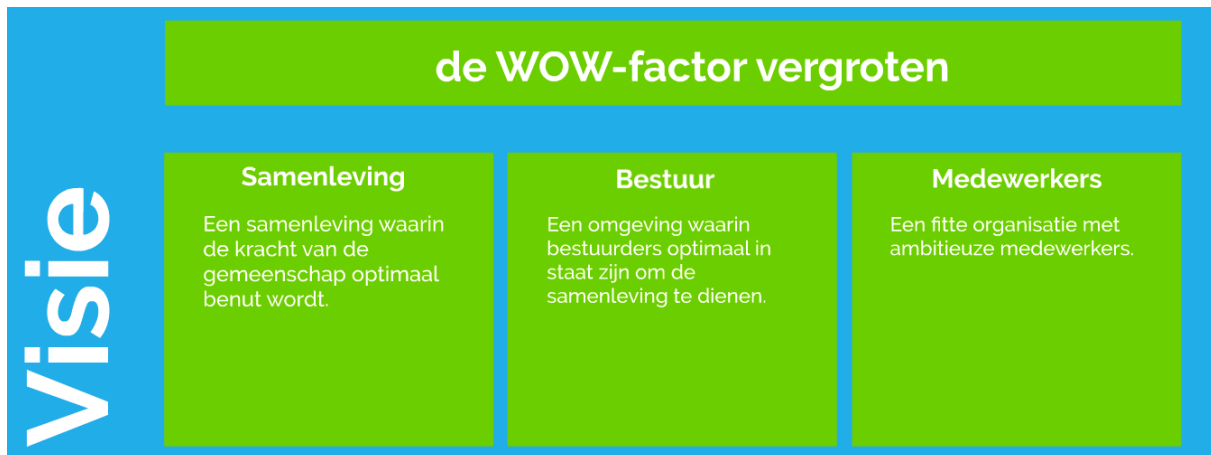 Visie
de WOW-factor vergroten
Samenleving
Een samenleving waarin
de kracht van de
gemeenschap optimaal
benut wordt.
Bestuur
Een omgeving waarin
bestuurders optimaal in
staat zijn om de
samenleving te dienen.
Medewerkers
Een fitte organisatie met
ambitieuze medewerkers.